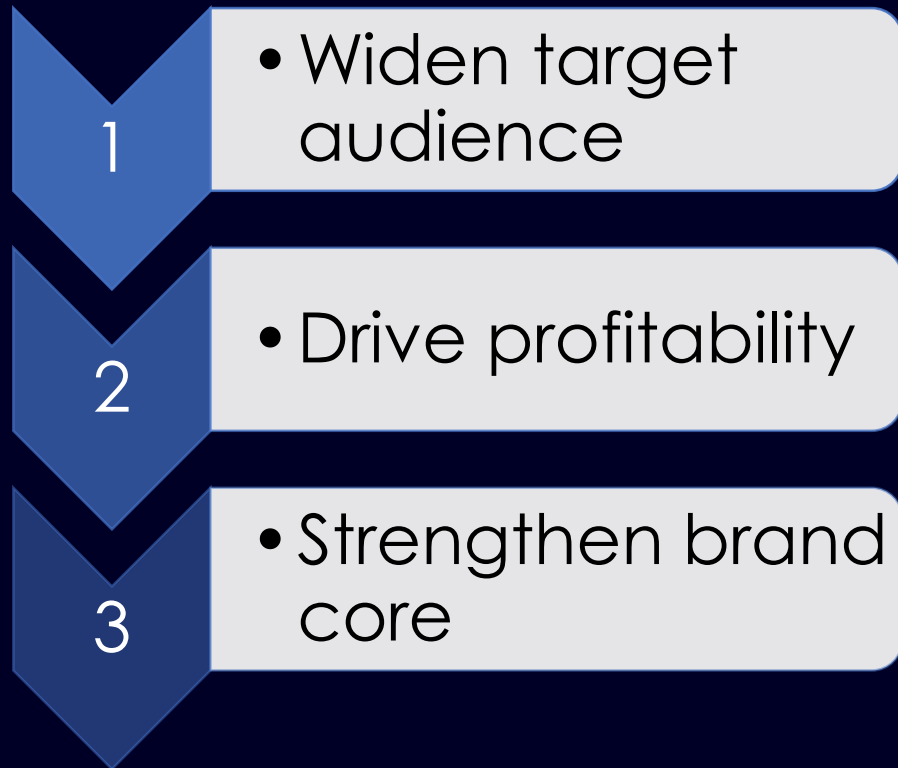 1
• Widen target
audience
2
• Drive profitability
3
• Strengthen brand
core